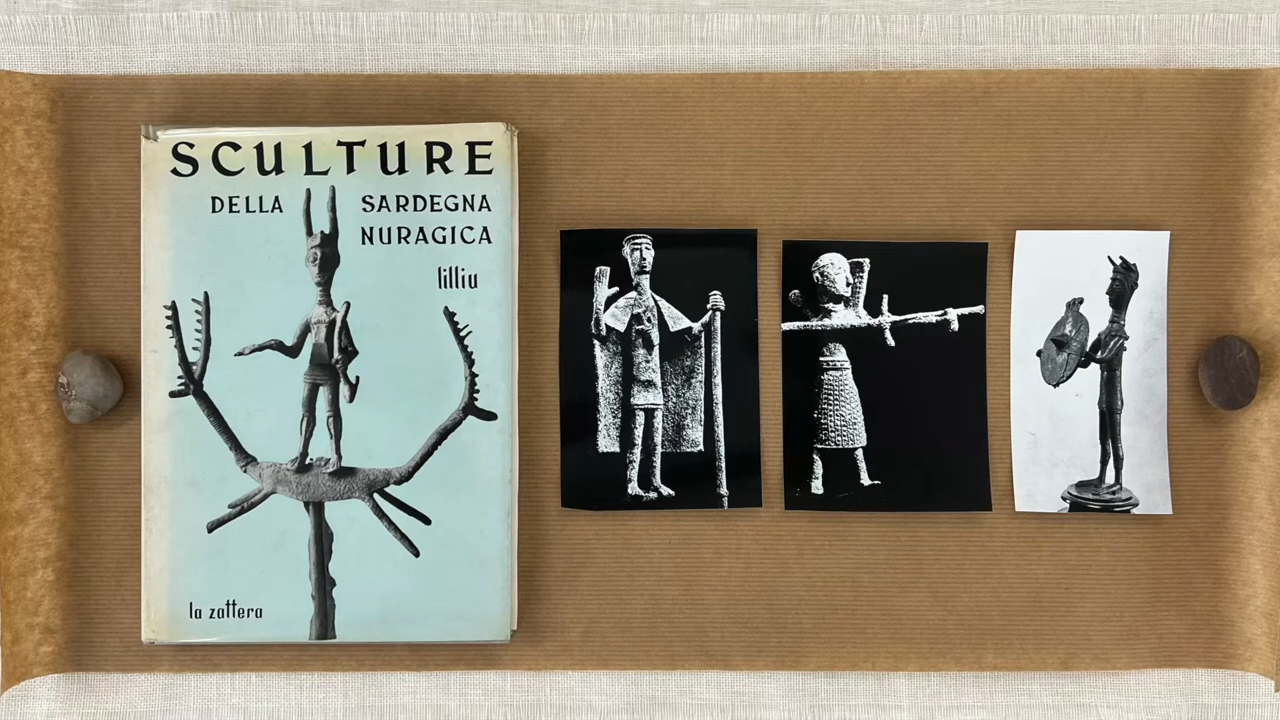 SCULTURE
DELLA SARDEGNA
NURAGICA
lilliu
la zattera